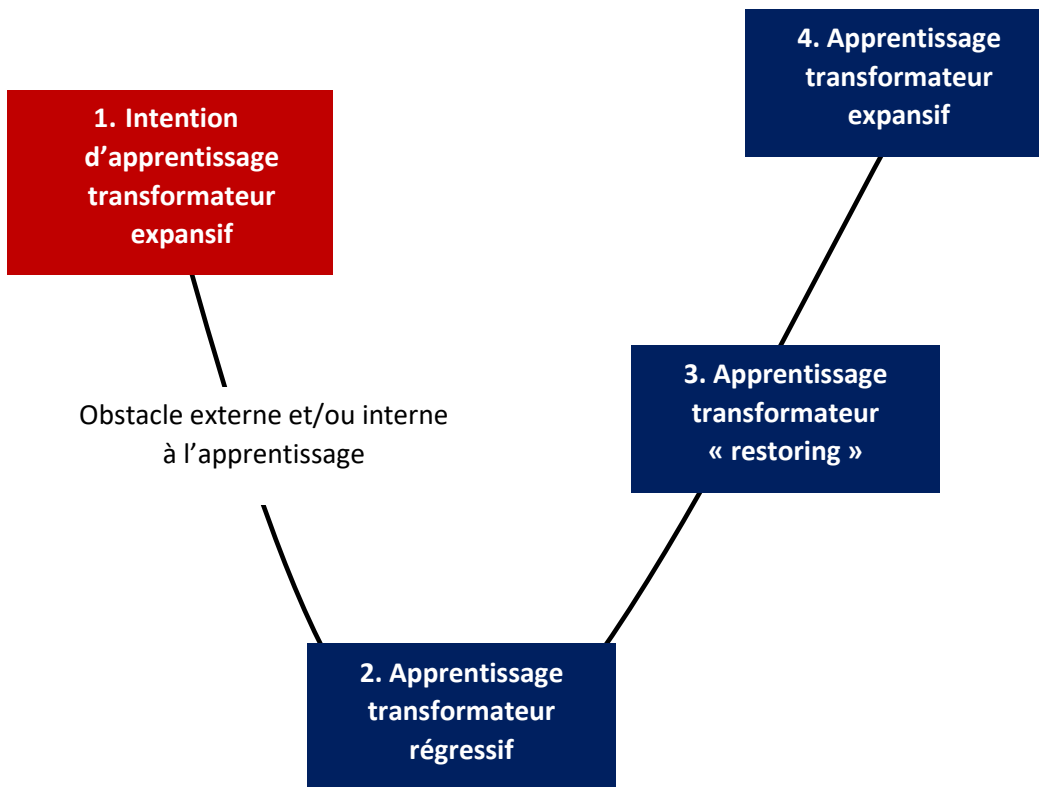 1. Intention
d’apprentissage
transformateur
expansif
Obstacle externe et/ou interne
à l’apprentissage
2. Apprentissage
transformateur
régressif
3. Apprentissage
transformateur
« restoring »
4. Apprentissage
transformateur
expansif